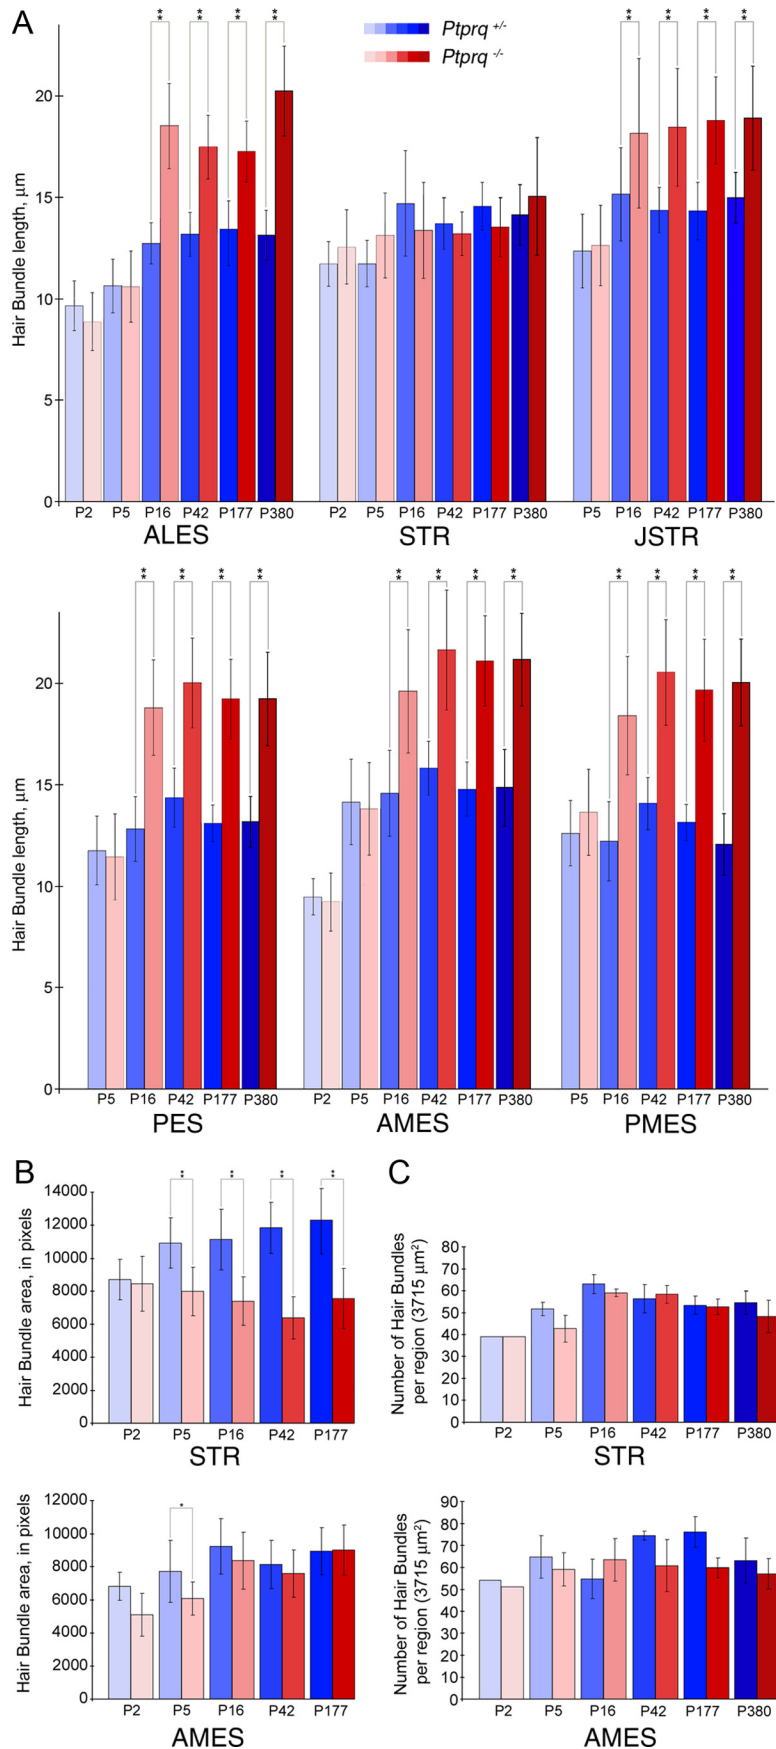 A
Ptprq +/-
Ptprq -/-
** ** ** ** ** ** ** **
Hair Bundle length, μm
20
15
10
5
0
P2 P5 P16 P42 P177 P380 P2 P5 P16 P42 P177 P380 P5 P16 P42 P177 P380
ALES STR JSTR
** ** ** ** ** ** ** ** ** ** ** **
Hair Bundle length, μm
20
15
10
5
0
P5 P16 P42 P177 P380 P2 P5 P16 P42 P177 P380 P5 P16 P42 P177 P380
PES AMES PMES
B
** ** ** **
Hair Bundle area, in pixels
14000
12000
10000
8000
6000
4000
2000
0
P2 P5 P16 P42 P177
STR
Hair Bundle area, in pixels
12000
10000
8000
6000
4000
2000
0
*
P2 P5 P16 P42 P177
AMES
C
Number of Hair Bundles
per region (3715 μm²)
80
70
60
50
40
30
20
10
0
P2 P5 P16 P42 P177 P380
STR
Number of Hair Bundles
per region (3715 μm²)
90
80
70
60
50
40
30
20
10
0
P2 P5 P16 P42 P177 P380
AMES